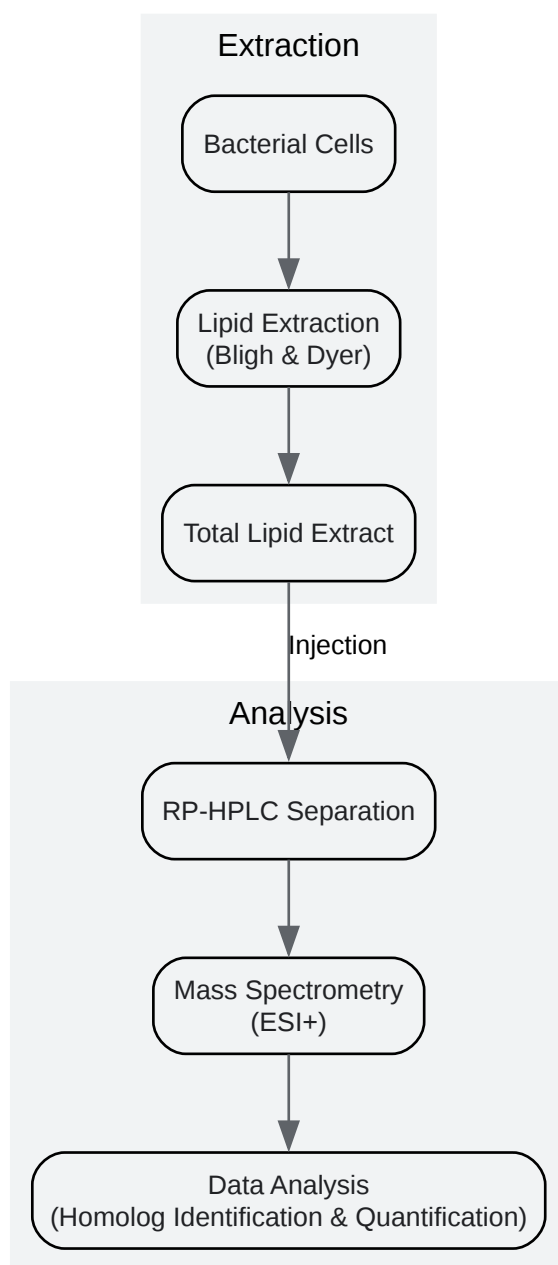 Extraction
Bacterial Cells
Lipid Extraction
(Bligh & Dyer)
Total Lipid Extract
Injection
Analysis
RP-HPLC Separation
Mass Spectrometry
(ESI+)
Data Analysis
(Homolog Identification & Quantification)